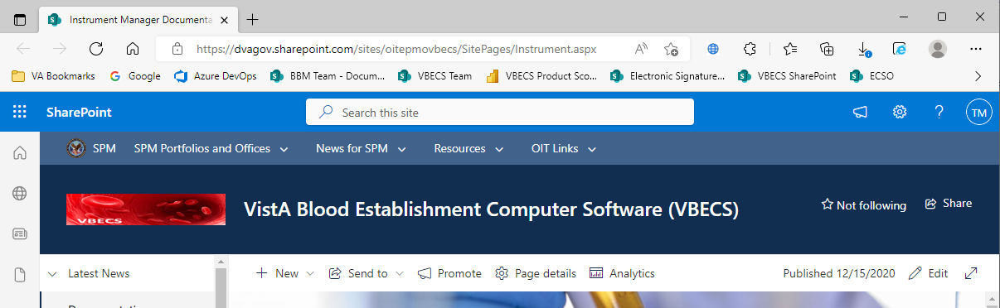 Instrument Manager Documenta
https://dvagov.sharepoint.com/sites/oitepmovbecs/SitePages/Instrument.aspx
VA Bookmarks Google Azure DevOps BBM Team - Docum... VBECS Team VBECS Product Sco... Electronic Signature... VBECS SharePoint ECSO
SharePoint Search this site TM
SPM SPM Portfolios and Offices News for SPM Resources OIT Links
VBECS VistA Blood Establishment Computer Software (VBECS) Not following Share
Latest News New Send to Promote Page details Analytics Published 12/15/2020 Edit